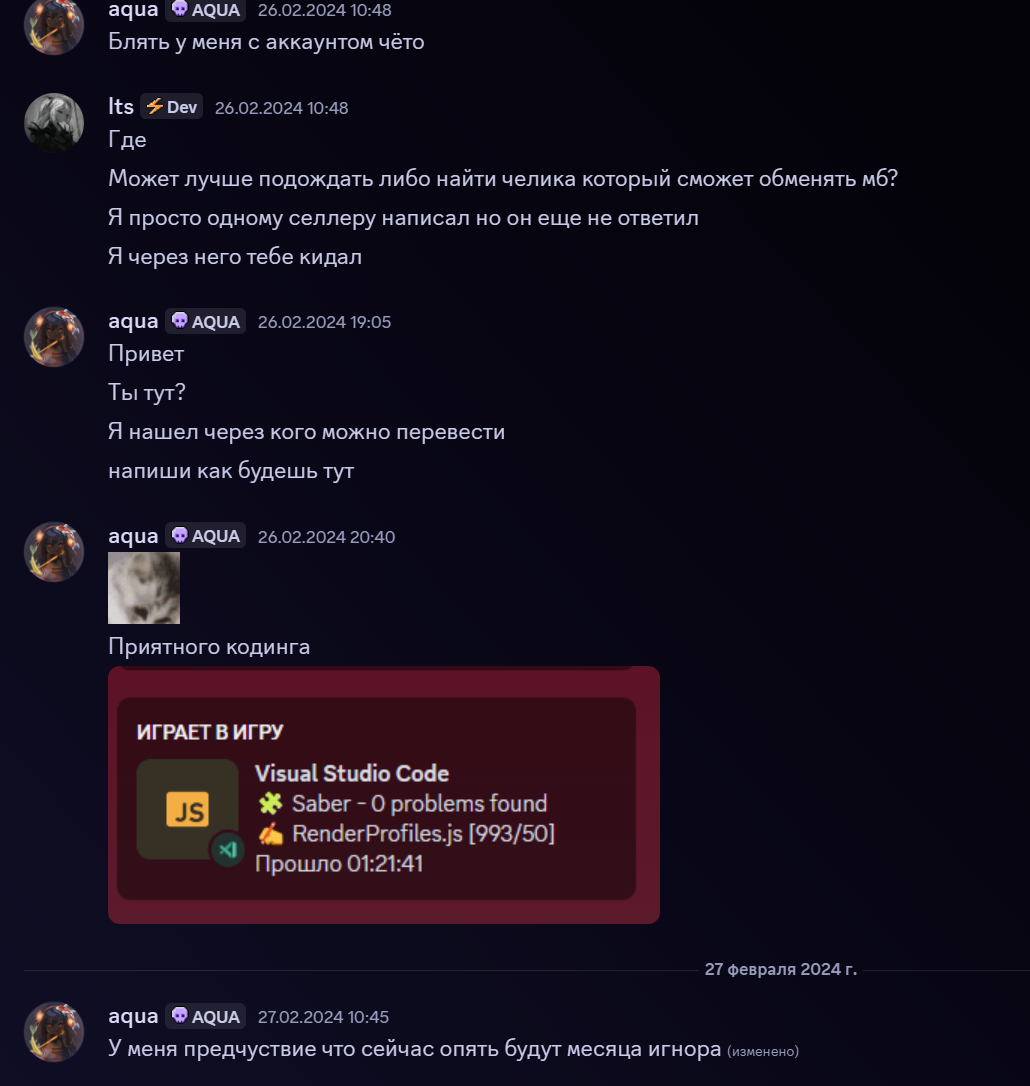 aqua AQUA 26.02.2024 10:48
Блять у меня с аккаунтом чёто
Its Dev 26.02.2024 10:48
Где
Может лучше подождать либо найти челика который сможет обменять мб?
Я просто одному селлеру написал но он еще не ответил
Я через него тебе кидал
aqua AQUA 26.02.2024 19:05
Привет
Ты тут?
Я нашел через кого можно перевести
напиши как будешь тут
aqua AQUA 26.02.2024 20:40
Приятного кодинга
ИГРАЕТ В ИГРУ
JS
Visual Studio Code
Saber - 0 problems found
RenderProfiles.js [993/50]
Прошло 01:21:41
27 февраля 2024 г.
aqua AQUA 27.02.2024 10:45
У меня предчуствие что сейчас опять будут месяца игнора (изменено)